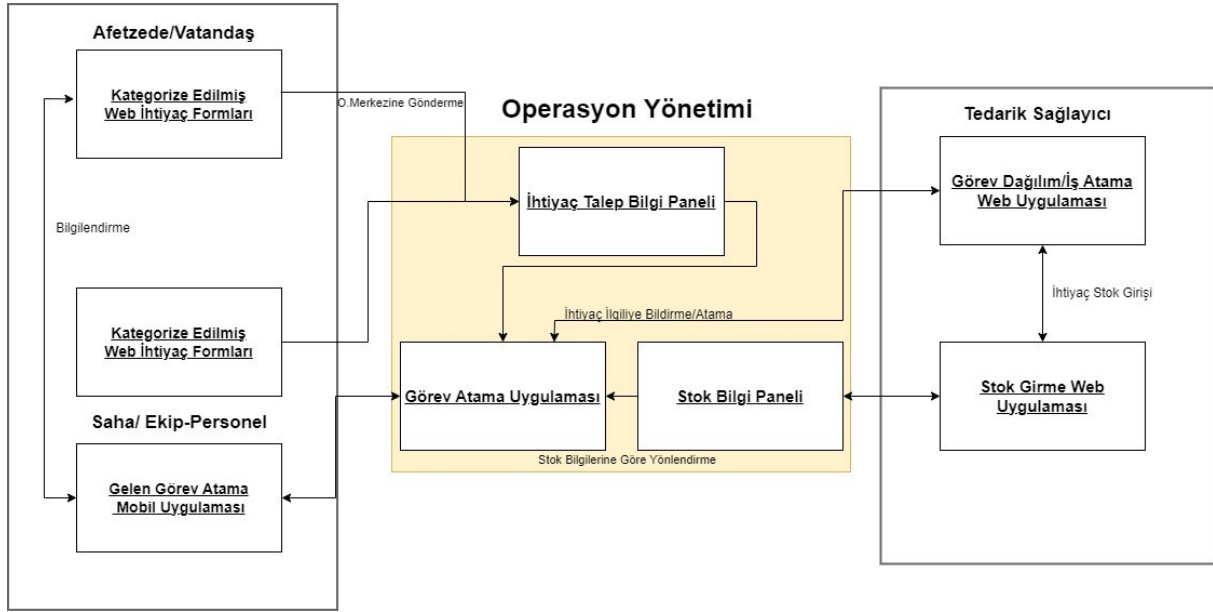 Afetzede/Vatandaş
Kategorize Edilmiş
Web İhtiyaç Formları
O.Merkezine Gönderme
Bilgilendirme
Kategorize Edilmiş
Web İhtiyaç Formları
Saha/ Ekip-Personel
Gelen Görev Atama
Mobil Uygulaması
Operasyon Yönetimi
İhtiyaç Talep Bilgi Paneli
İhtiyaç İlgiliye Bildirme/Atama
Görev Atama Uygulaması
Stok Bilgi Paneli
Stok Bilgilerine Göre Yönlendirme
Tedarik Sağlayıcı
Görev Dağılım/İş Atama
Web Uygulaması
İhtiyaç Stok Girişi
Stok Girme Web
Uygulaması